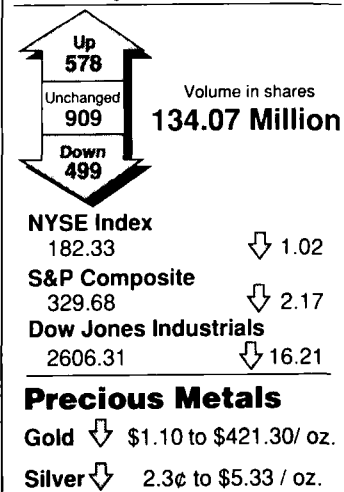 Up
578
Unchanged
909
Down
499
Volume in shares
134.07 Million
NYSE Index
182.33 1.02
S&P Composite
329.68 2.17
Dow Jones Industrials
2606.31 16.21
Precious Metals
Gold $1.10 to $421.30/ oz.
Silver 2.3¢ to $5.33 / oz.